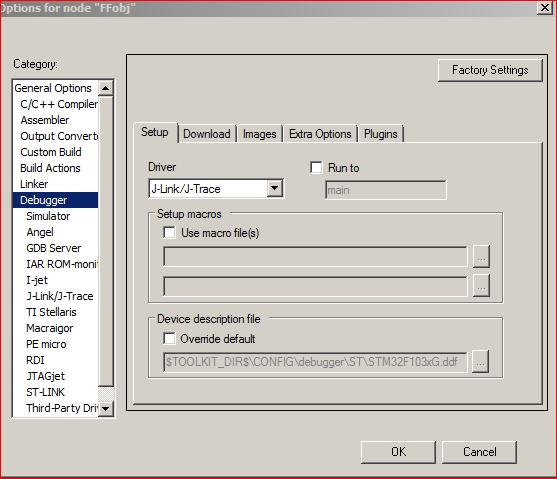 Options for node "FFobj"
Category:
Factory Settings
General Options
C/C++ Compiler
Assembler
Output Converte
Custom Build
Build Actions
Linker
Debugger
Simulator
Angel
GDB Server
IAR ROM-monit
I-jet
J-Link/J-Trace
TI Stellaris
Macraigor
PE micro
RDI
JTAGjet
ST-LINK
Third-Party Driv
Setup Download Images Extra Options Plugins
Driver
Run to
J-Link/J-Trace
main
Setup macros
Use macro file(s)
...
...
Device description file
Override default
$TOOLKIT_DIR$\CONFIG\debugger\ST\STM32F103xG.ddf ...
OK Cancel